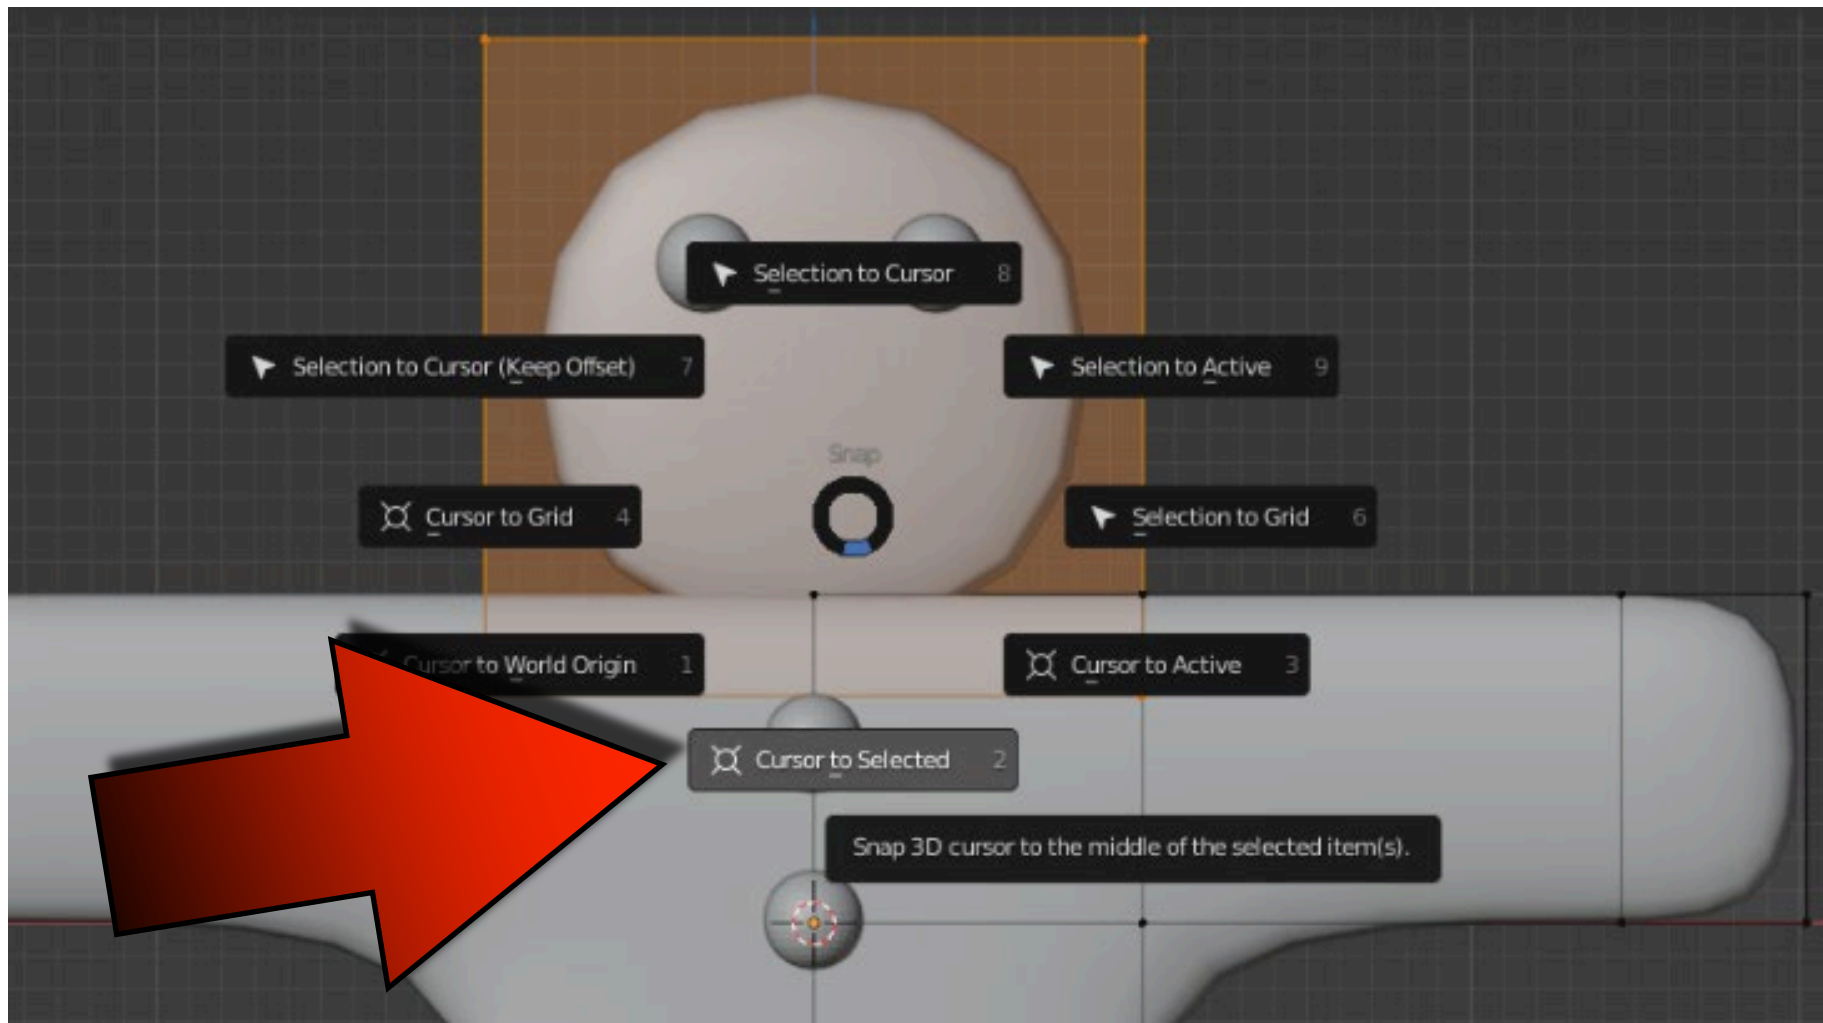 Selection to Cursor 8
Selection to Cursor (Keep Offset) 7
Selection to Active 9
Snap
Cursor to Grid 4
Selection to Grid 6
Cursor to World Origin 1
Cursor to Active 3
Cursor to Selected 2
Snap 3D cursor to the middle of the selected item(s).